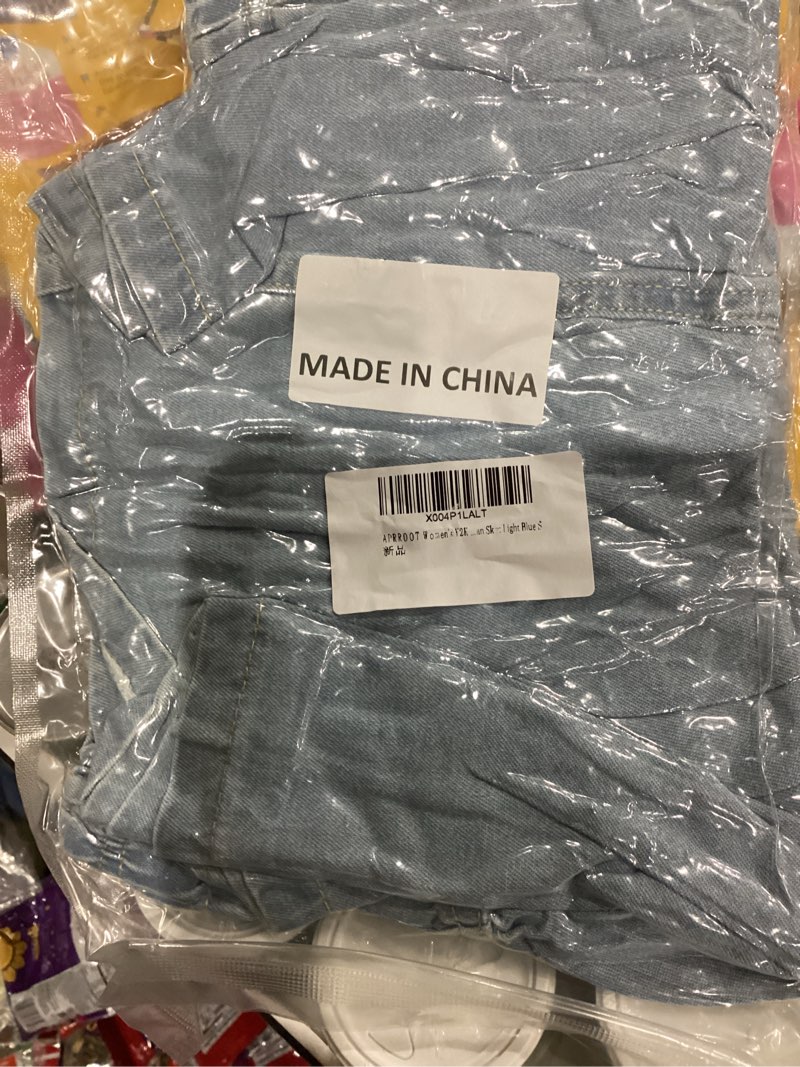 MADE IN CHINA
X004P1LALT
APRROOT Women's Y2K Light Blue S
新品